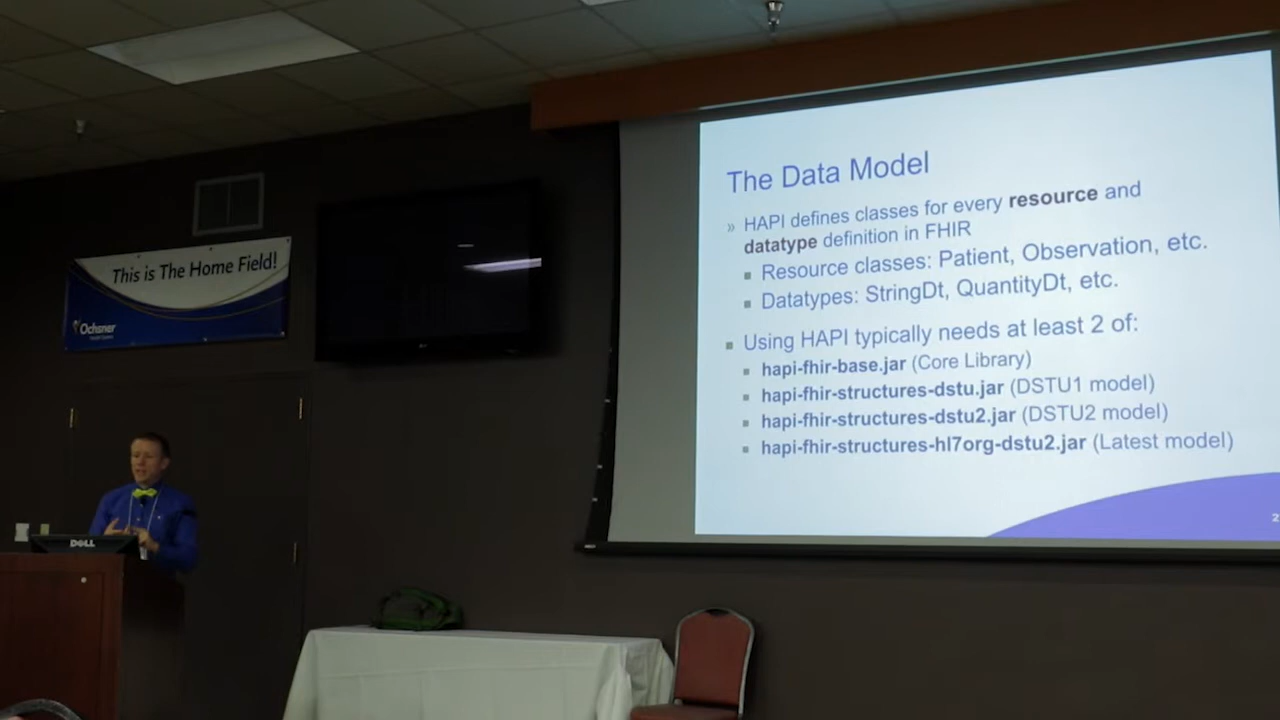 This is The Home Field!
Ochsner
DELL
The Data Model
» HAPI defines classes for every resource and
datatype definition in FHIR
▪ Resource classes: Patient, Observation, etc.
▪ Datatypes: StringDt, QuantityDt, etc.
▪ Using HAPI typically needs at least 2 of:
▪ hapi-fhir-base.jar (Core Library)
▪ hapi-fhir-structures-dstu.jar (DSTU1 model)
▪ hapi-fhir-structures-dstu2.jar (DSTU2 model)
▪ hapi-fhir-structures-hl7org-dstu2.jar (Latest model)